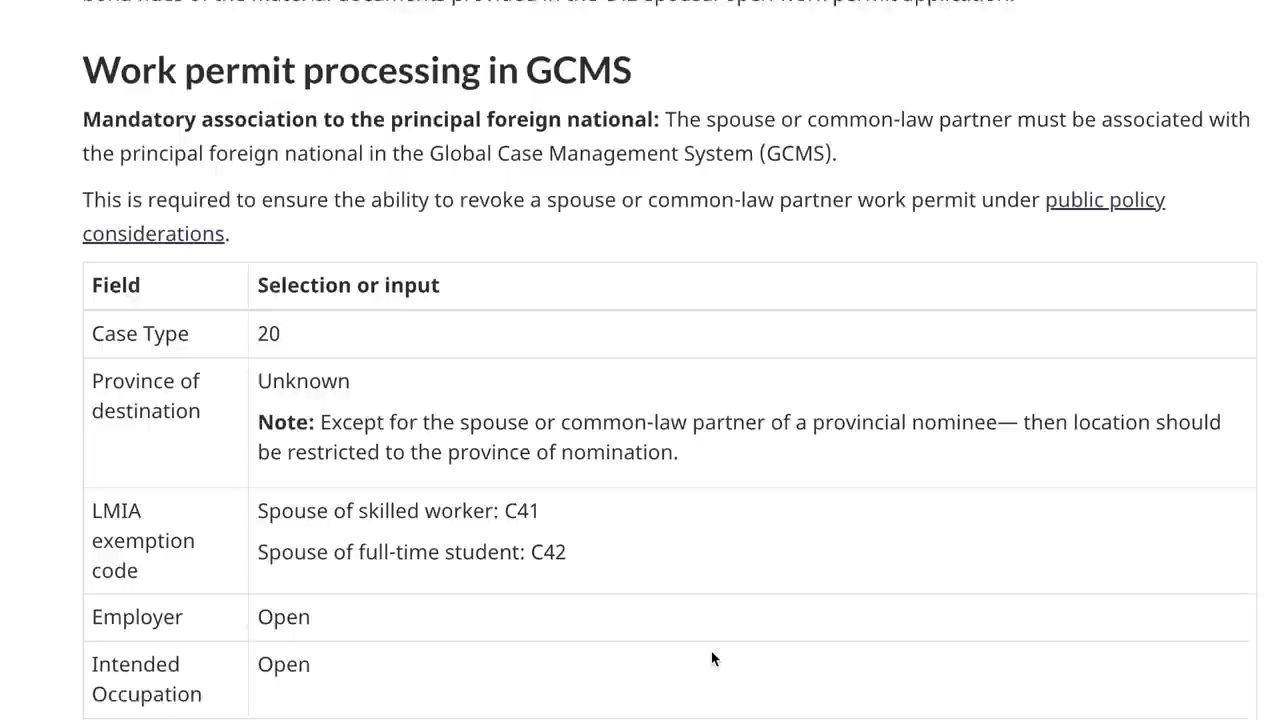 Work permit processing in GCMS
Mandatory association to the principal foreign national: The spouse or common-law partner must be associated with
the principal foreign national in the Global Case Management System (GCMS).
This is required to ensure the ability to revoke a spouse or common-law partner work permit under public policy
considerations.
Field Selection or input
Case Type 20
Province of
destination
Unknown
Note: Except for the spouse or common-law partner of a provincial nominee— then location should
be restricted to the province of nomination.
LMIA
exemption
code
Spouse of skilled worker: C41
Spouse of full-time student: C42
Employer Open
Intended
Occupation
Open